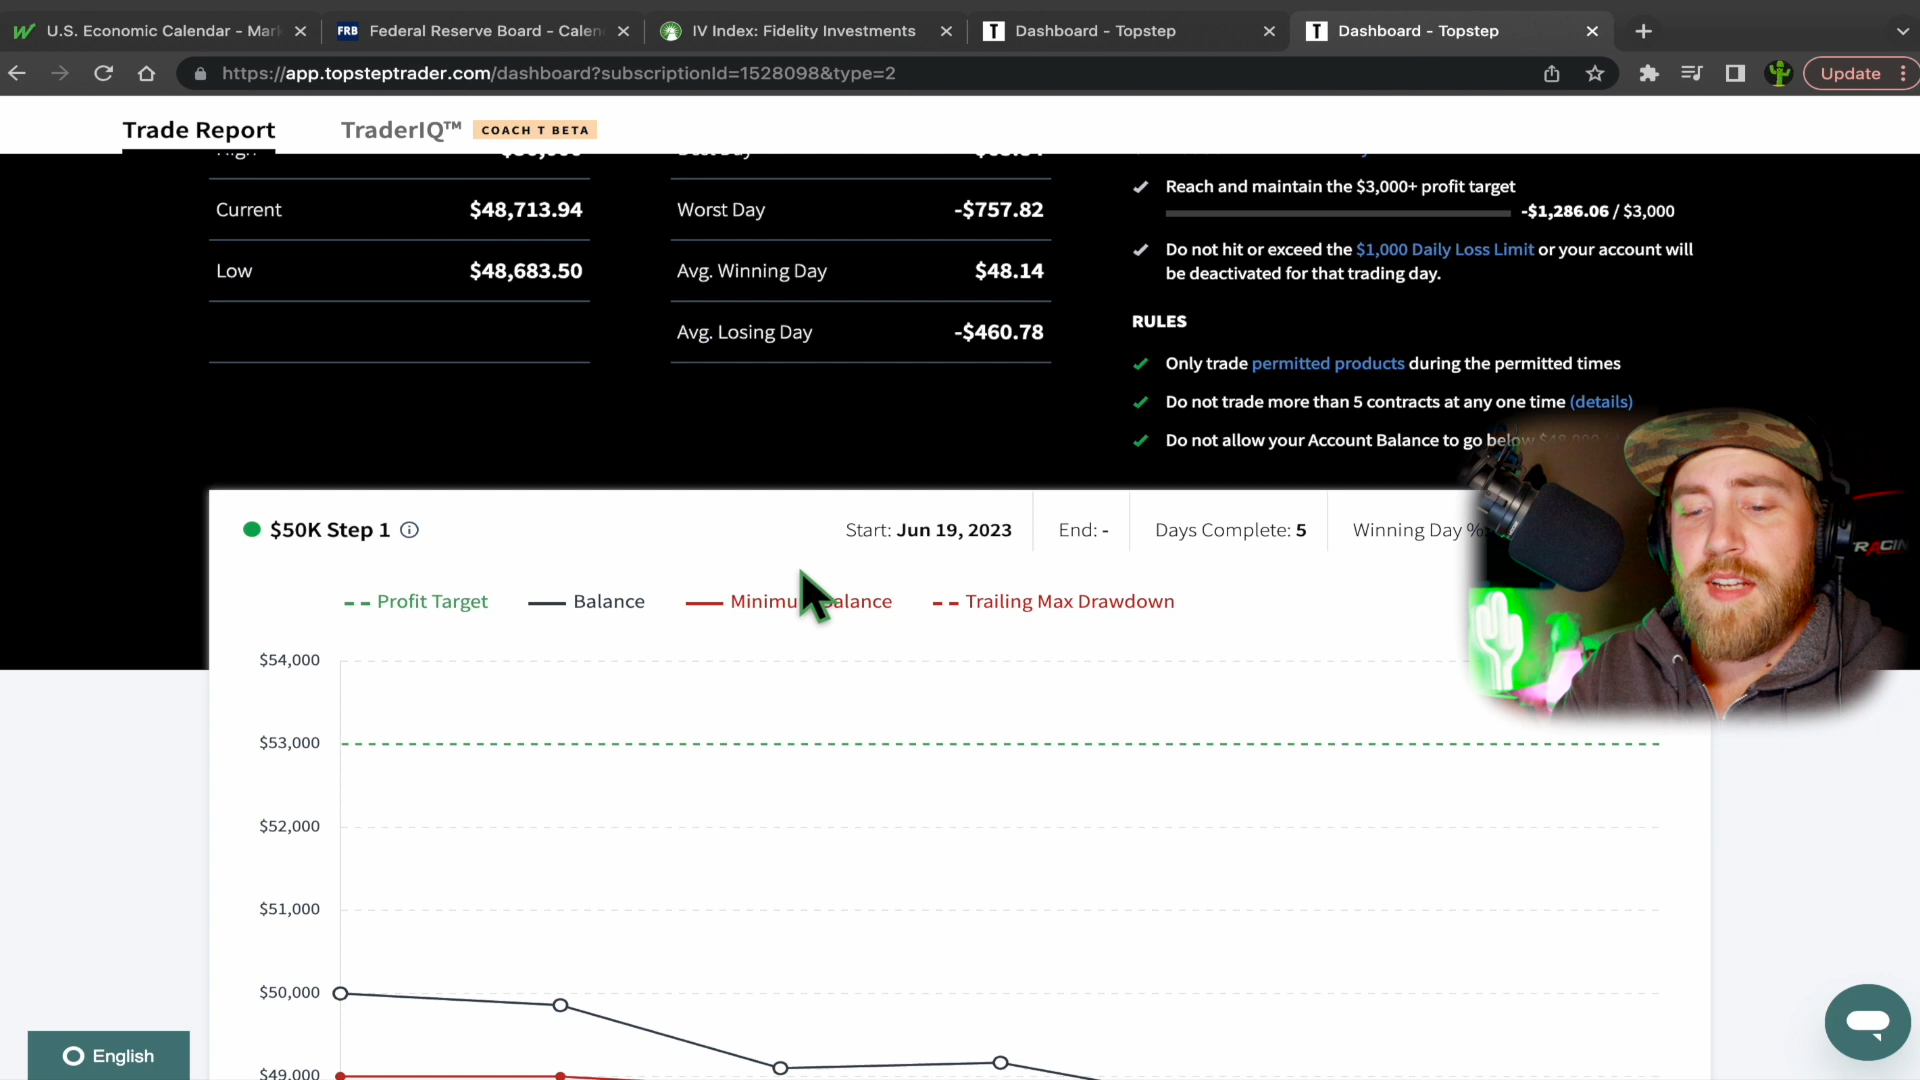 U.S. Economic Calendar - Mark
FRB Federal Reserve Board - Calen
IV Index: Fidelity Investments
T Dashboard - Topstep
T Dashboard - Topstep
https://app.topsteptrader.com/dashboard?subscriptionId=1528098&type=2
Update
Trade Report
TraderIQ™ COACH T BETA
Current $48,713.94
Low $48,683.50
Worst Day -$757.82
Avg. Winning Day $48.14
Avg. Losing Day -$460.78
Reach and maintain the $3,000+ profit target
-$1,286.06 / $3,000
Do not hit or exceed the $1,000 Daily Loss Limit or your account will
be deactivated for that trading day.
RULES
Only trade permitted products during the permitted times
Do not trade more than 5 contracts at any one time (details)
Do not allow your Account Balance to go below
$50K Step 1
Start: Jun 19, 2023
End: -
Days Complete: 5
Winning Day %:
Profit Target
Balance
Minimum Balance
Trailing Max Drawdown
$54,000
$53,000
$52,000
$51,000
$50,000
$49,000
English
RACIN